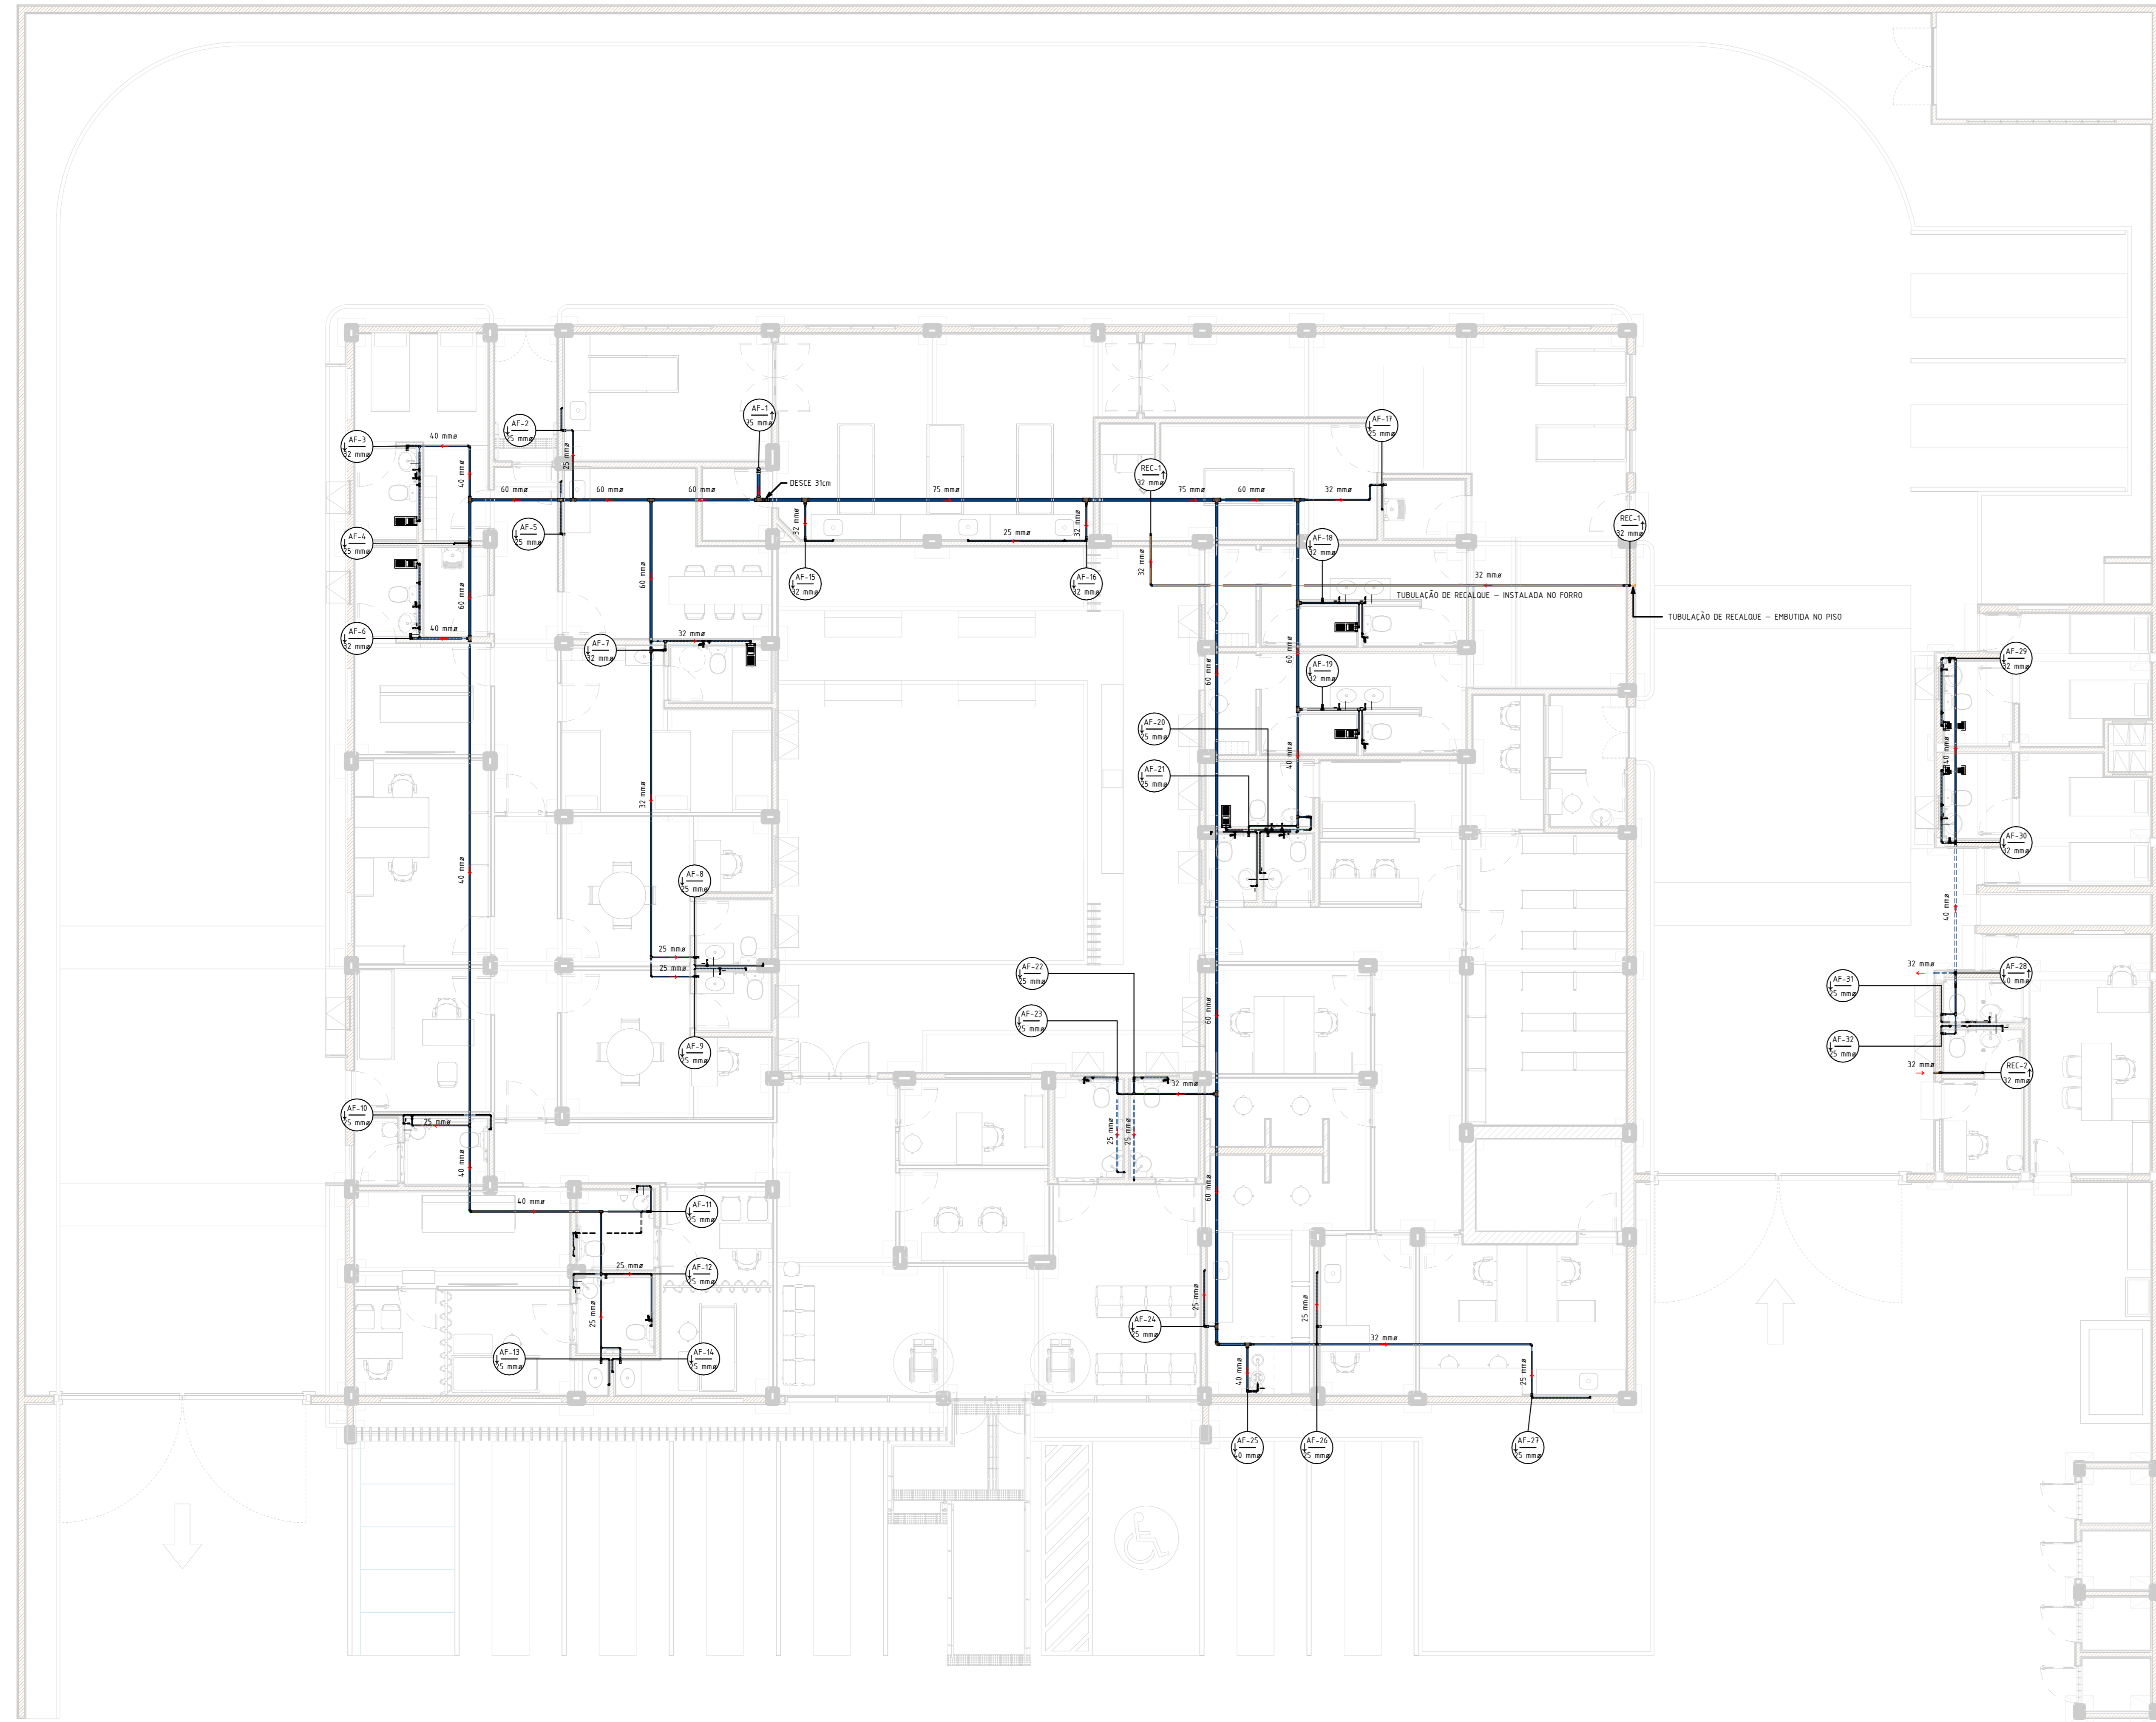 AF-1
75 mmø
AF-2
25 mmø
AF-17
25 mmø
AF-3
32 mmø
40 mmø
40 mmø
25 mmø
REC-1
32 mmø
DESCE 31cm
60 mmø
60 mmø
60 mmø
75 mmø
75 mmø
60 mmø
32 mmø
AF-5
25 mmø
32 mmø
25 mmø
32 mmø
REC-1
32 mmø
AF-4
25 mmø
AF-18
32 mmø
60 mmø
60 mmø
AF-15
32 mmø
AF-16
32 mmø
32 mmø
32 mmø
TUBULAÇÃO DE RECALQUE – INSTALADA NO FORRO
TUBULAÇÃO DE RECALQUE – EMBUTIDA NO PISO
AF-6
32 mmø
40 mmø
AF-7
32 mmø
32 mmø
60 mmø
60 mmø
AF-19
32 mmø
AF-29
32 mmø
AF-20
25 mmø
40 mmø
40 mmø
AF-21
25 mmø
32 mmø
AF-30
32 mmø
40 mmø
AF-8
25 mmø
40 mmø
25 mmø
25 mmø
AF-22
25 mmø
32 mmø
AF-28
40 mmø
AF-31
25 mmø
AF-23
25 mmø
60 mmø
AF-9
25 mmø
AF-32
25 mmø
32 mmø
REC-2
32 mmø
32 mmø
AF-10
25 mmø
25 mmø
25 mmø
25 mmø
40 mmø
40 mmø
60 mmø
AF-11
25 mmø
25 mmø
AF-12
25 mmø
25 mmø
25 mmø
25 mmø
AF-24
25 mmø
32 mmø
AF-13
25 mmø
AF-14
25 mmø
40 mmø
25 mmø
AF-25
40 mmø
AF-26
25 mmø
AF-27
25 mmø